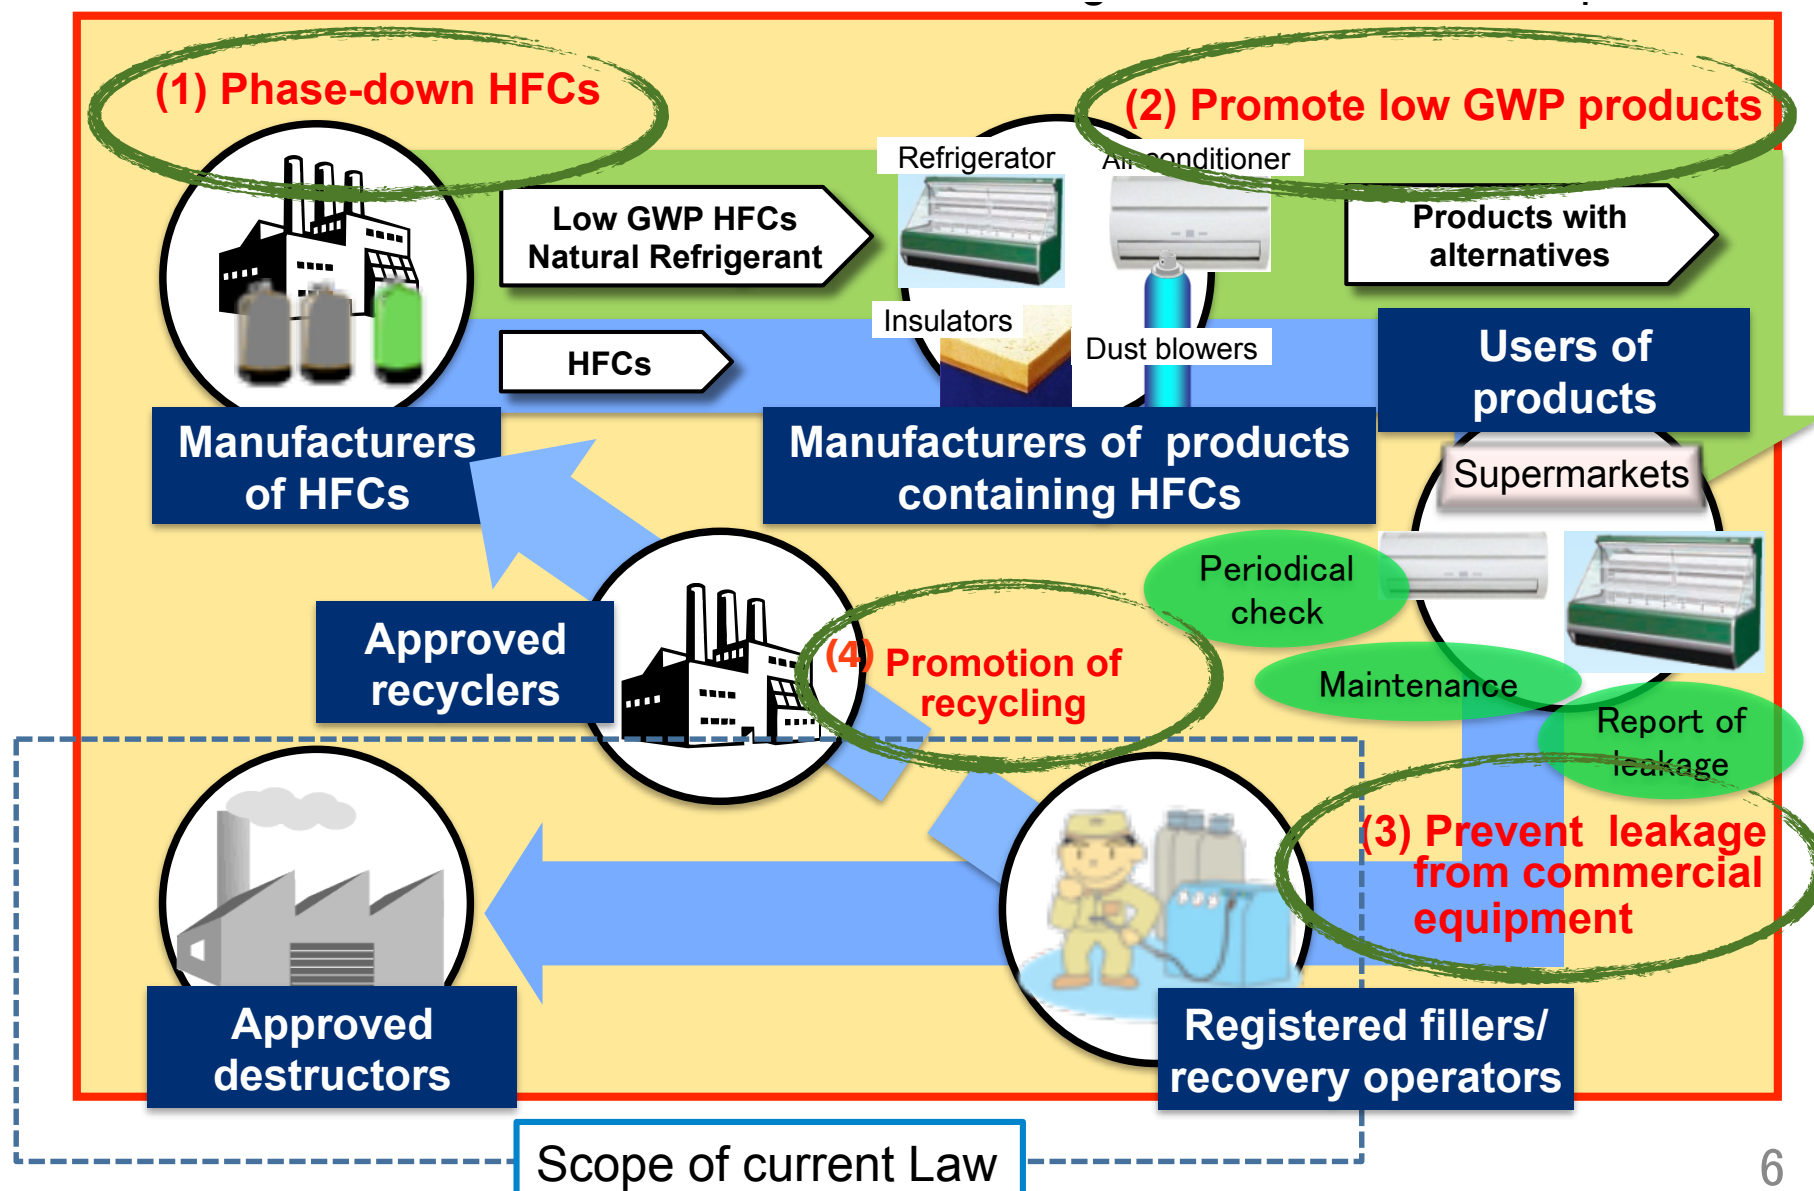 (1) Phase-down HFCs
(2) Promote low GWP products
Refrigerator
Air conditioner
Low GWP HFCs
Natural Refrigerant
Products with
alternatives
Insulators
Dust blowers
HFCs
Users of
products
Manufacturers
of HFCs
Manufacturers of products
containing HFCs
Supermarkets
Periodical
check
Approved
recyclers
(4) Promotion of
recycling
Maintenance
Report of
leakage
(3) Prevent leakage
from commercial
equipment
Approved
destructors
Registered fillers/
recovery operators
Scope of current Law
6